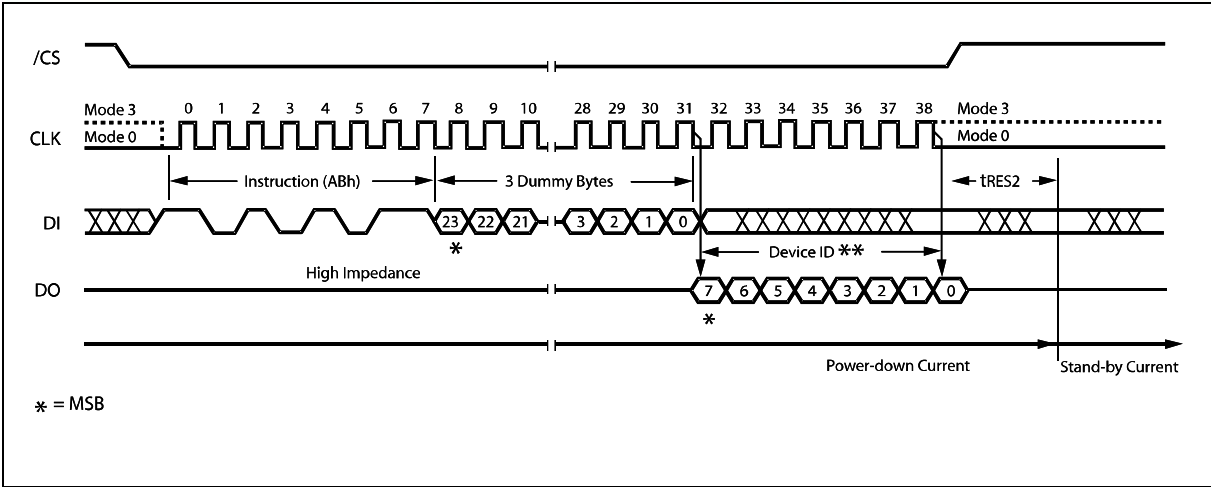 /CS
Mode 3 0 1 2 3 4 5 6 7 8 9 10 28 29 30 31 32 33 34 35 36 37 38 Mode 3
CLK Mode 0 Mode 0
Instruction (ABh) 3 Dummy Bytes tRES2
DI 23 22 21 3 2 1 0
* Device ID **
High Impedance
DO 7 6 5 4 3 2 1 0
*
Power-down Current Stand-by Current
* = MSB